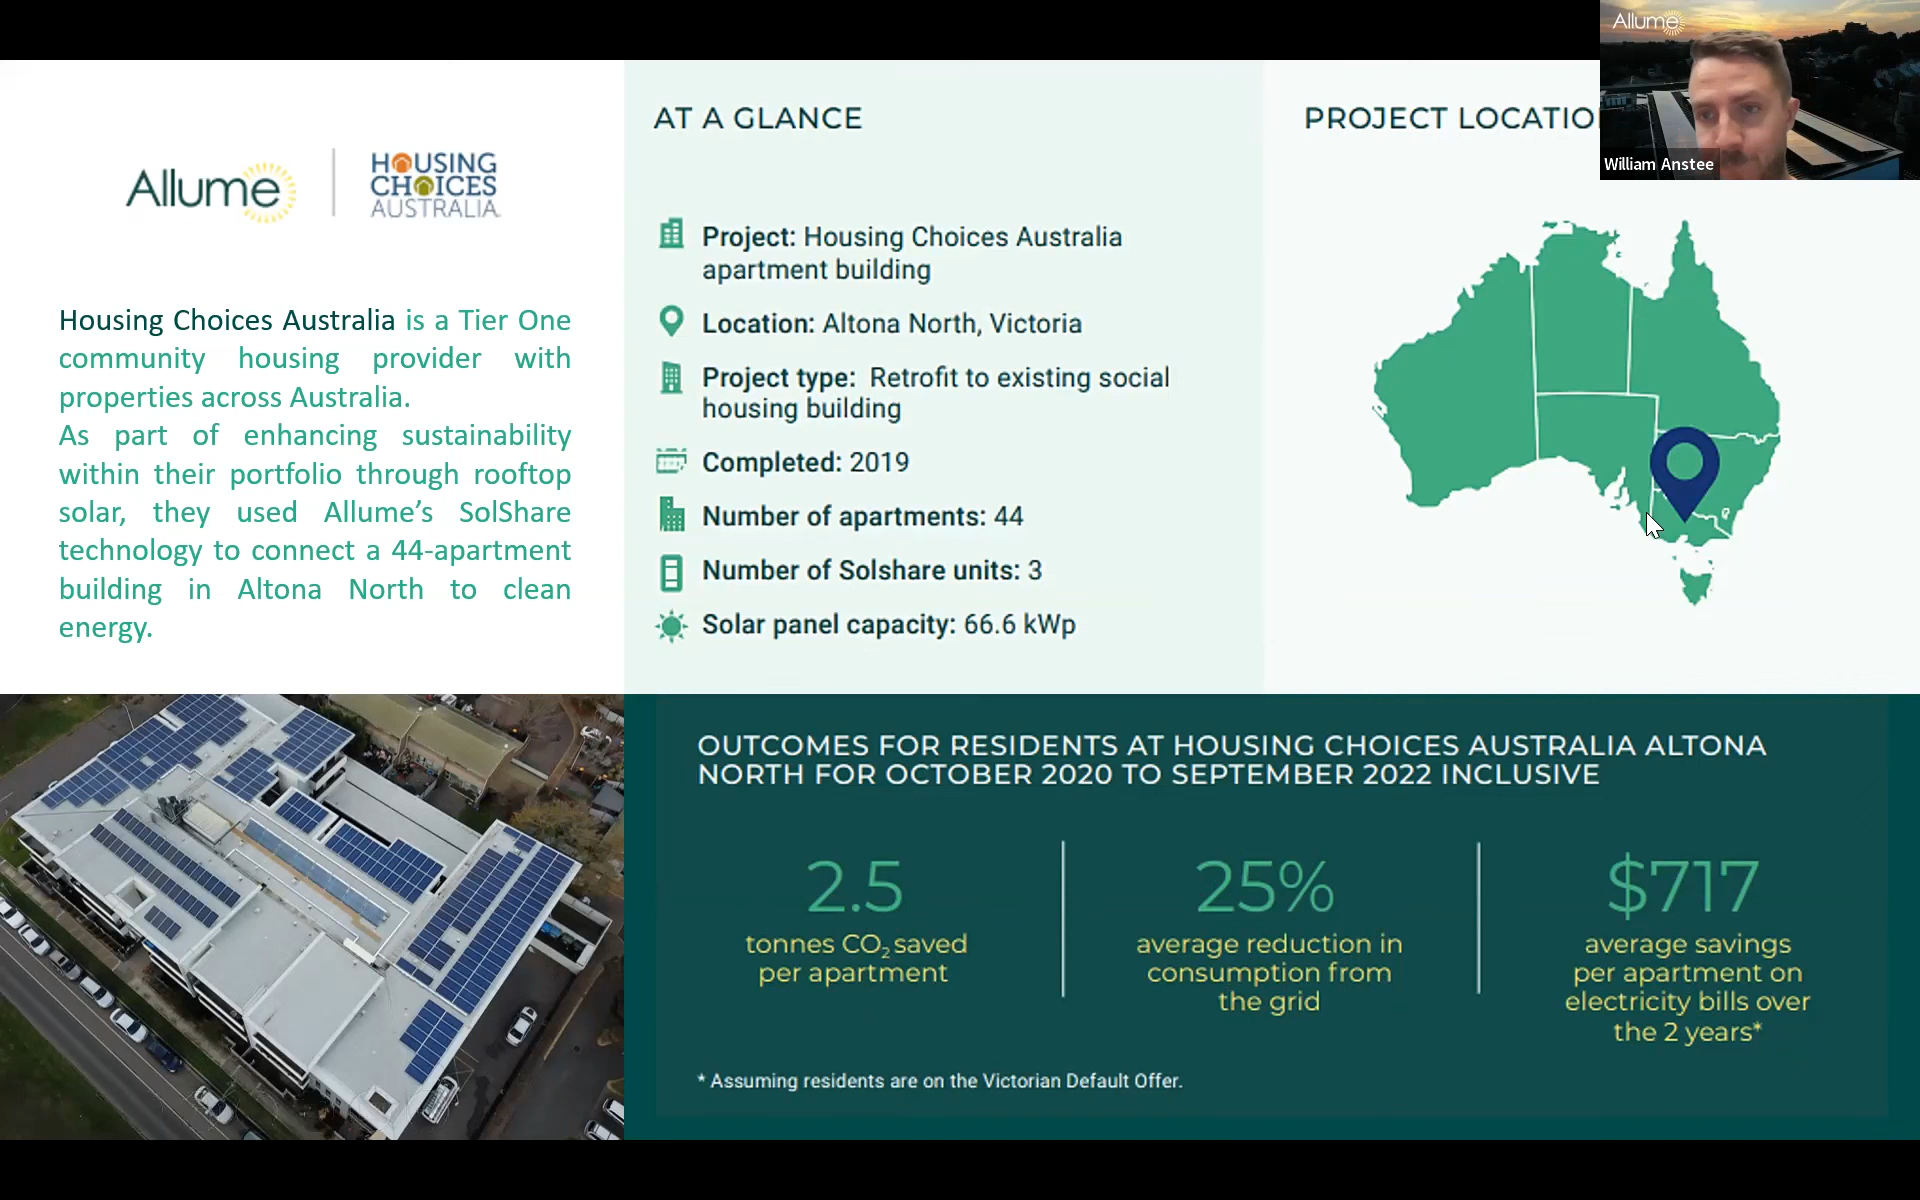 Allume
HOUSING
CHOICES
AUSTRALIA
Housing Choices Australia is a Tier One
community housing provider with
properties across Australia.
As part of enhancing sustainability
within their portfolio through rooftop
solar, they used Allume’s SolShare
technology to connect a 44-apartment
building in Altona North to clean
energy.
AT A GLANCE
Project: Housing Choices Australia
apartment building
Location: Altona North, Victoria
Project type: Retrofit to existing social
housing building
Completed: 2019
Number of apartments: 44
Number of Solshare units: 3
Solar panel capacity: 66.6 kWp
PROJECT LOCATIO
Allume
William Anstee
OUTCOMES FOR RESIDENTS AT HOUSING CHOICES AUSTRALIA ALTONA
NORTH FOR OCTOBER 2020 TO SEPTEMBER 2022 INCLUSIVE
2.5
tonnes CO₂ saved
per apartment
25%
average reduction in
consumption from
the grid
$717
average savings
per apartment on
electricity bills over
the 2 years*
* Assuming residents are on the Victorian Default Offer.